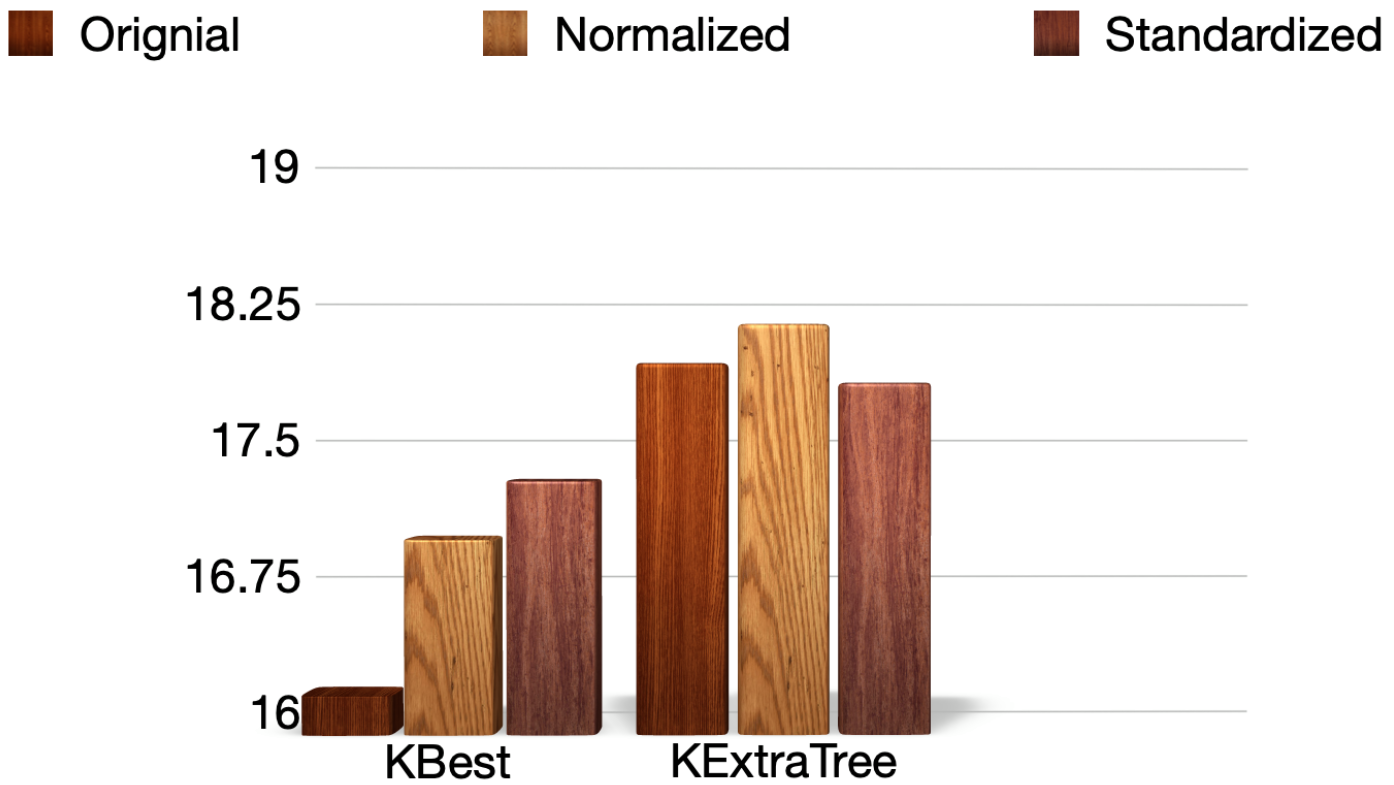 Orignial
Normalized
Standardized
19
18.25
17.5
16.75
16
KBest
KExtraTree